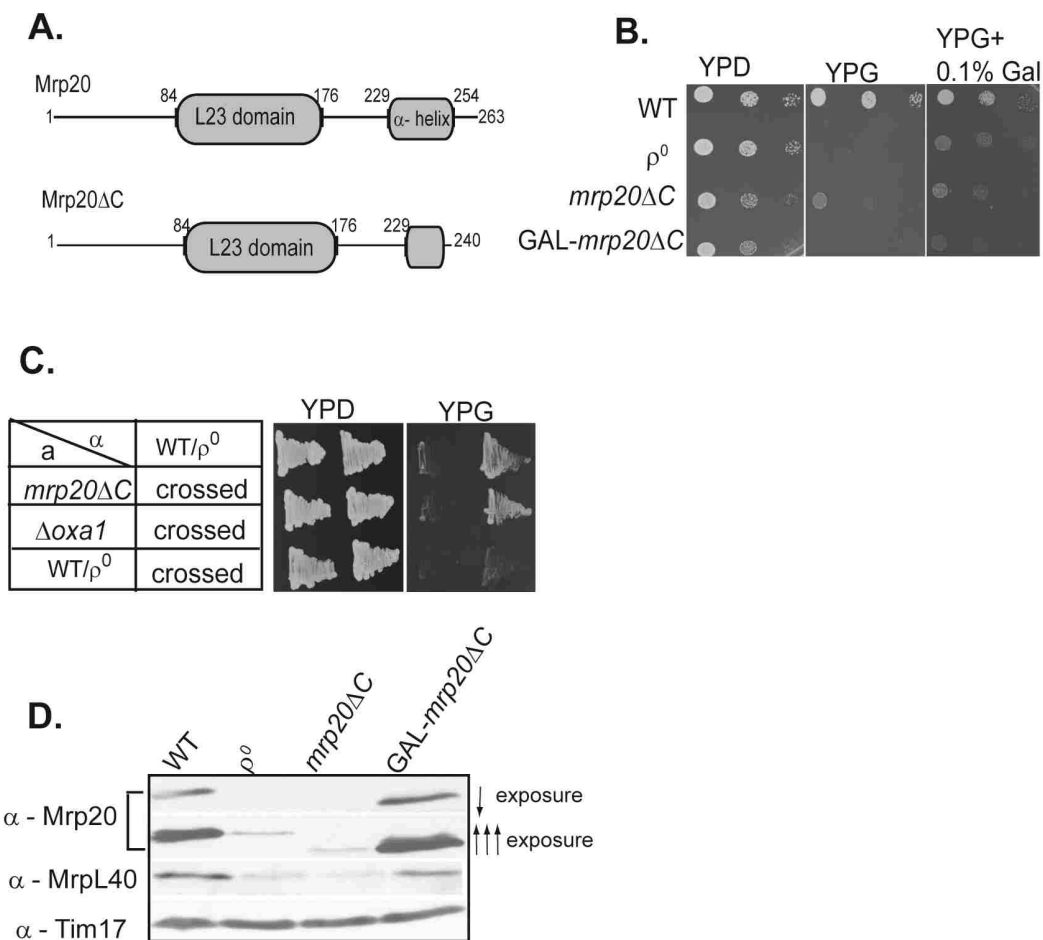 A.
Mrp20
84
176
229
254
1
L23 domain
α- helix
263
Mrp20ΔC
84
176
229
1
L23 domain
240
B.
YPD
YPG
YPG+
0.1% Gal
WT
ρ⁰
mrp20ΔC
GAL-mrp20ΔC
C.
YPD
YPG
a
α
WT/ρ⁰
mrp20ΔC
crossed
Δoxa1
crossed
WT/ρ⁰
crossed
D.
WT
ρ⁰
mrp20ΔC
GAL-mrp20ΔC
α - Mrp20
↓ exposure
↑↑↑ exposure
α - MrpL40
α - Tim17